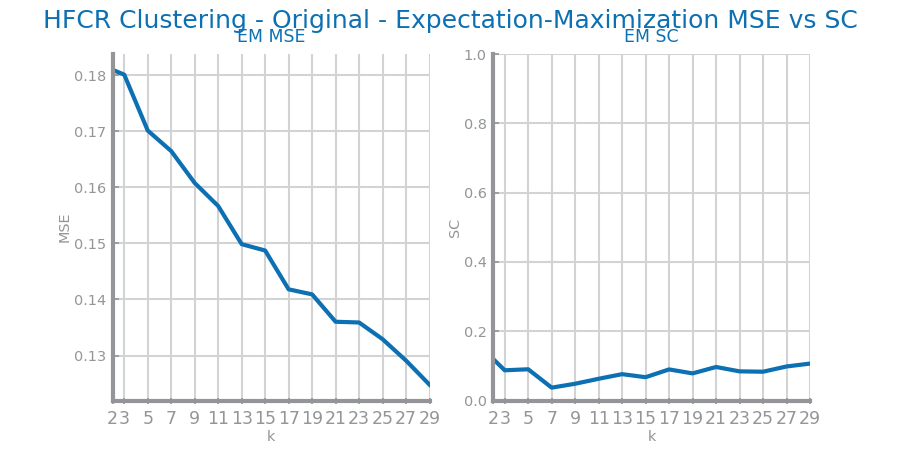 HFCR Clustering - Original - Expectation-Maximization MSE vs SC
EM MSE
0.18
0.17
0.16
0.15
0.14
0.13
MSE
2 3 5 7 9 11 13 15 17 19 21 23 25 27 29
k
EM SC
1.0
0.8
0.6
0.4
0.2
0.0
SC
2 3 5 7 9 11 13 15 17 19 21 23 25 27 29
k